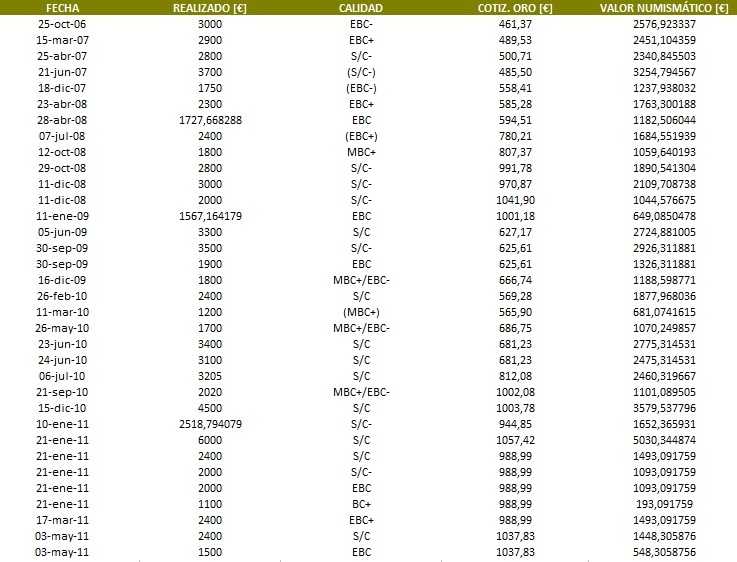 FECHA REALIZADO [€] CALIDAD COTIZ. ORO [€] VALOR NUMISMÁTICO [€]
25-oct-06 3000 EBC- 461,37 2576,923337
15-mar-07 2900 EBC+ 489,53 2451,104359
25-abr-07 2800 S/C- 500,71 2340,845503
21-jun-07 3700 (S/C-) 485,50 3254,794567
18-dic-07 1750 (EBC-) 558,41 1237,938032
23-abr-08 2300 EBC+ 585,28 1763,300188
28-abr-08 1727,668288 EBC 594,51 1182,506044
07-jul-08 2400 (EBC+) 780,21 1684,551939
12-oct-08 1800 MBC+ 807,37 1059,640193
29-oct-08 2800 S/C- 991,78 1890,541304
11-dic-08 3000 S/C- 970,87 2109,708738
11-dic-08 2000 S/C- 1041,90 1044,576675
11-ene-09 1567,164179 EBC 1001,18 649,0850478
05-jun-09 3300 S/C 627,17 2724,881005
30-sep-09 3500 S/C- 625,61 2926,311881
30-sep-09 1900 EBC 625,61 1326,311881
16-dic-09 1800 MBC+/EBC- 666,74 1188,598771
26-feb-10 2400 S/C 569,28 1877,968036
11-mar-10 1200 (MBC+) 565,90 681,0741615
26-may-10 1700 MBC+/EBC- 686,75 1070,249857
23-jun-10 3400 S/C 681,23 2775,314531
24-jun-10 3100 S/C 681,23 2475,314531
06-jul-10 3205 S/C 812,08 2460,319667
21-sep-10 2020 MBC+/EBC- 1002,08 1101,089505
15-dic-10 4500 S/C 1003,78 3579,537796
10-ene-11 2518,794079 S/C- 944,85 1652,365931
21-ene-11 6000 S/C 1057,42 5030,344874
21-ene-11 2400 S/C 988,99 1493,091759
21-ene-11 2000 S/C- 988,99 1093,091759
21-ene-11 2000 EBC 988,99 1093,091759
21-ene-11 1100 BC+ 988,99 193,091759
17-mar-11 2400 EBC+ 988,99 1493,091759
03-may-11 2400 S/C 1037,83 1448,305876
03-may-11 1500 EBC 1037,83 548,3058756